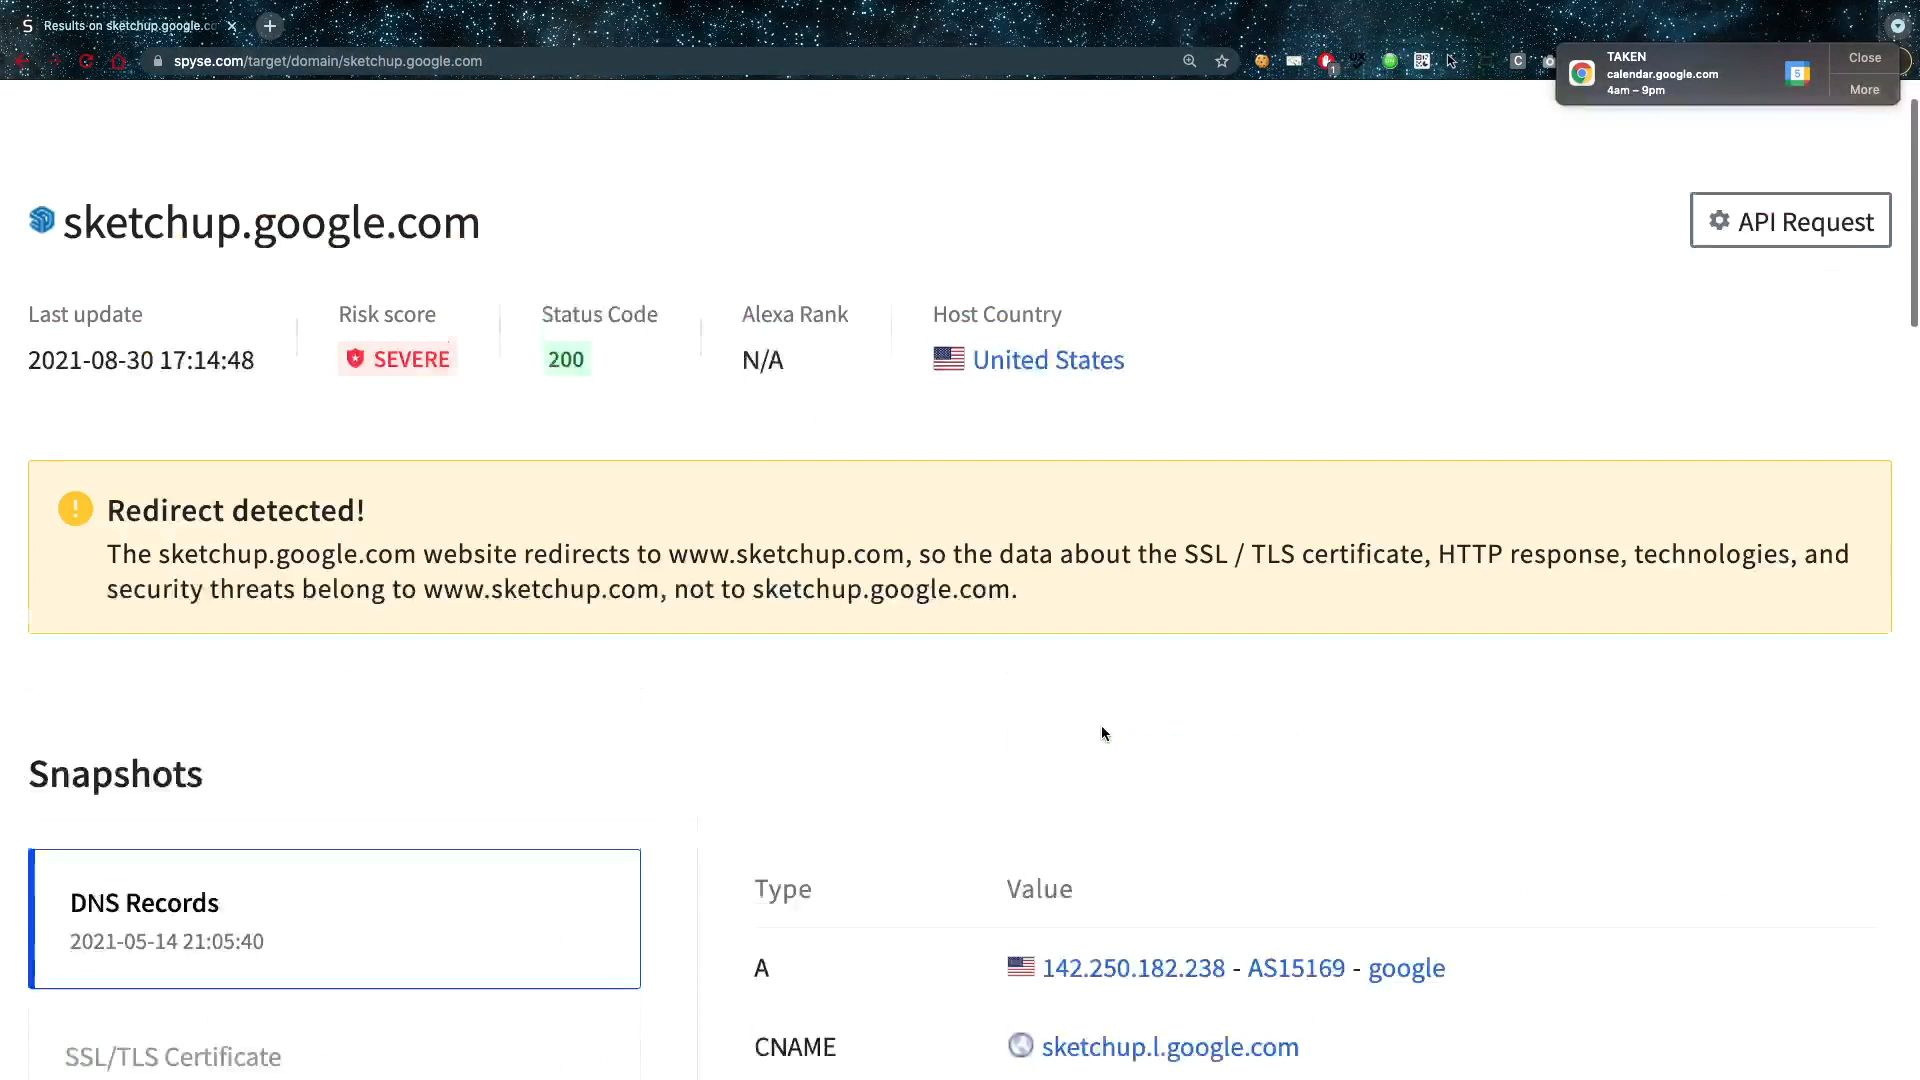 Results on sketchup.google.co
spyse.com/target/domain/sketchup.google.com
TAKEN
calendar.google.com
4am – 9pm
Close
More
sketchup.google.com
API Request
Last update
Risk score
Status Code
Alexa Rank
Host Country
2021-08-30 17:14:48
SEVERE
200
N/A
United States
Redirect detected!
The sketchup.google.com website redirects to www.sketchup.com, so the data about the SSL / TLS certificate, HTTP response, technologies, and
security threats belong to www.sketchup.com, not to sketchup.google.com.
Snapshots
DNS Records
2021-05-14 21:05:40
SSL/TLS Certificate
Type
Value
A
142.250.182.238 - AS15169 - google
CNAME
sketchup.l.google.com